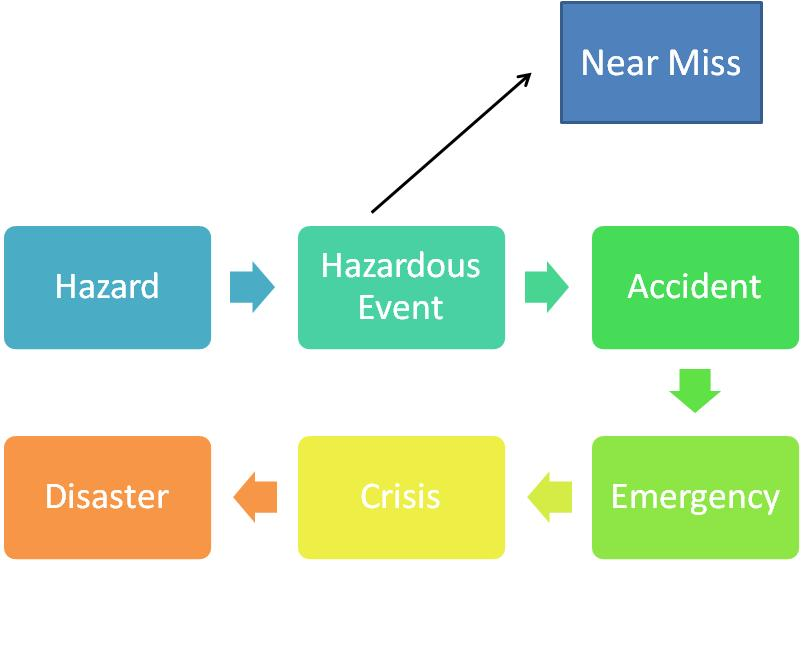 Near Miss
Hazard
Hazardous
Event
Accident
Disaster
Crisis
Emergency